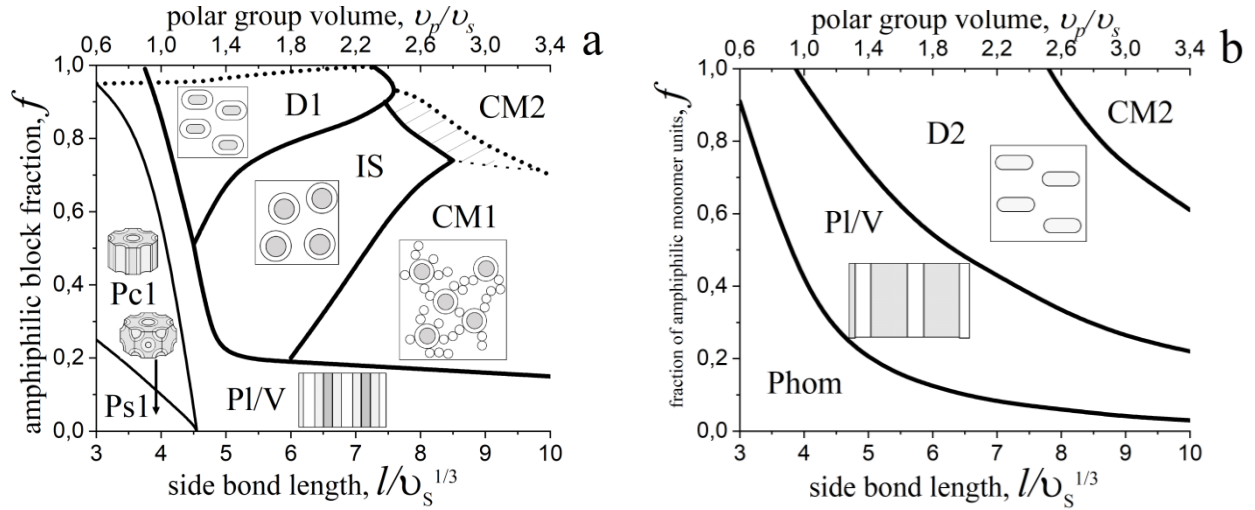 polar group volume, υp/υs
0,6 1,0 1,4 1,8 2,2 2,6 3,0 3,4
a
amphiphilic block fraction, f
1,0
0,8
0,6
0,4
0,2
0,0
D1
CM2
IS
CM1
Pc1
Ps1
Pl/V
3 4 5 6 7 8 9 10
side bond length, l/υS^1/3
polar group volume, υp/υs
0,6 1,0 1,4 1,8 2,2 2,6 3,0 3,4
b
fraction of amphiphilic monomer units, f
1,0
0,8
0,6
0,4
0,2
0,0
D2
CM2
Pl/V
Phom
3 4 5 6 7 8 9 10
side bond length, l/υS^1/3